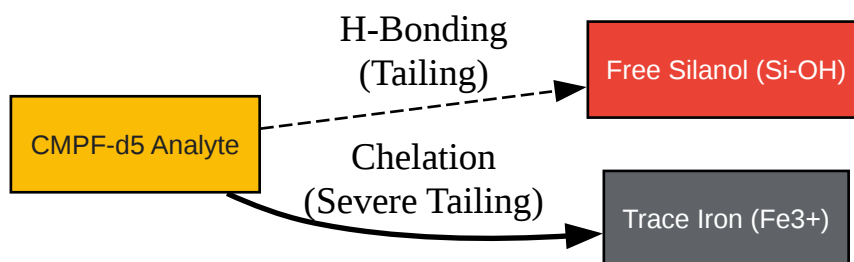 H-Bonding
(Tailing)
Free Silanol (Si-OH)
CMPF-d5 Analyte
Chelation
(Severe Tailing)
Trace Iron (Fe3+)